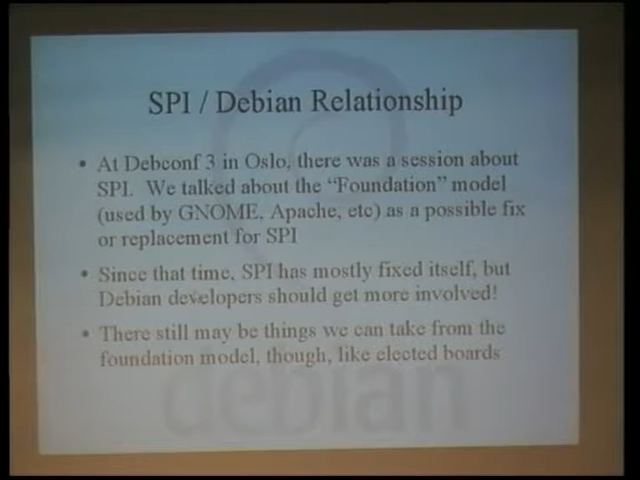 SPI / Debian Relationship
• At Debconf 3 in Oslo, there was a session about
SPI. We talked about the “Foundation” model
(used by GNOME, Apache, etc) as a possible fix
or replacement for SPI
• Since that time, SPI has mostly fixed itself, but
Debian developers should get more involved!
• There still may be things we can take from the
foundation model, though, like elected boards
debian